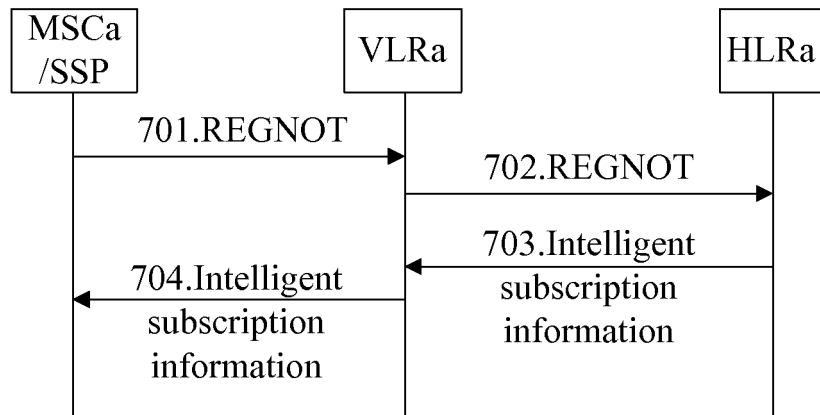 MSCa
/SSP
VLRa
HLRa
701.REGNOT
702.REGNOT
703.Intelligent
subscription
information
704.Intelligent
subscription
information